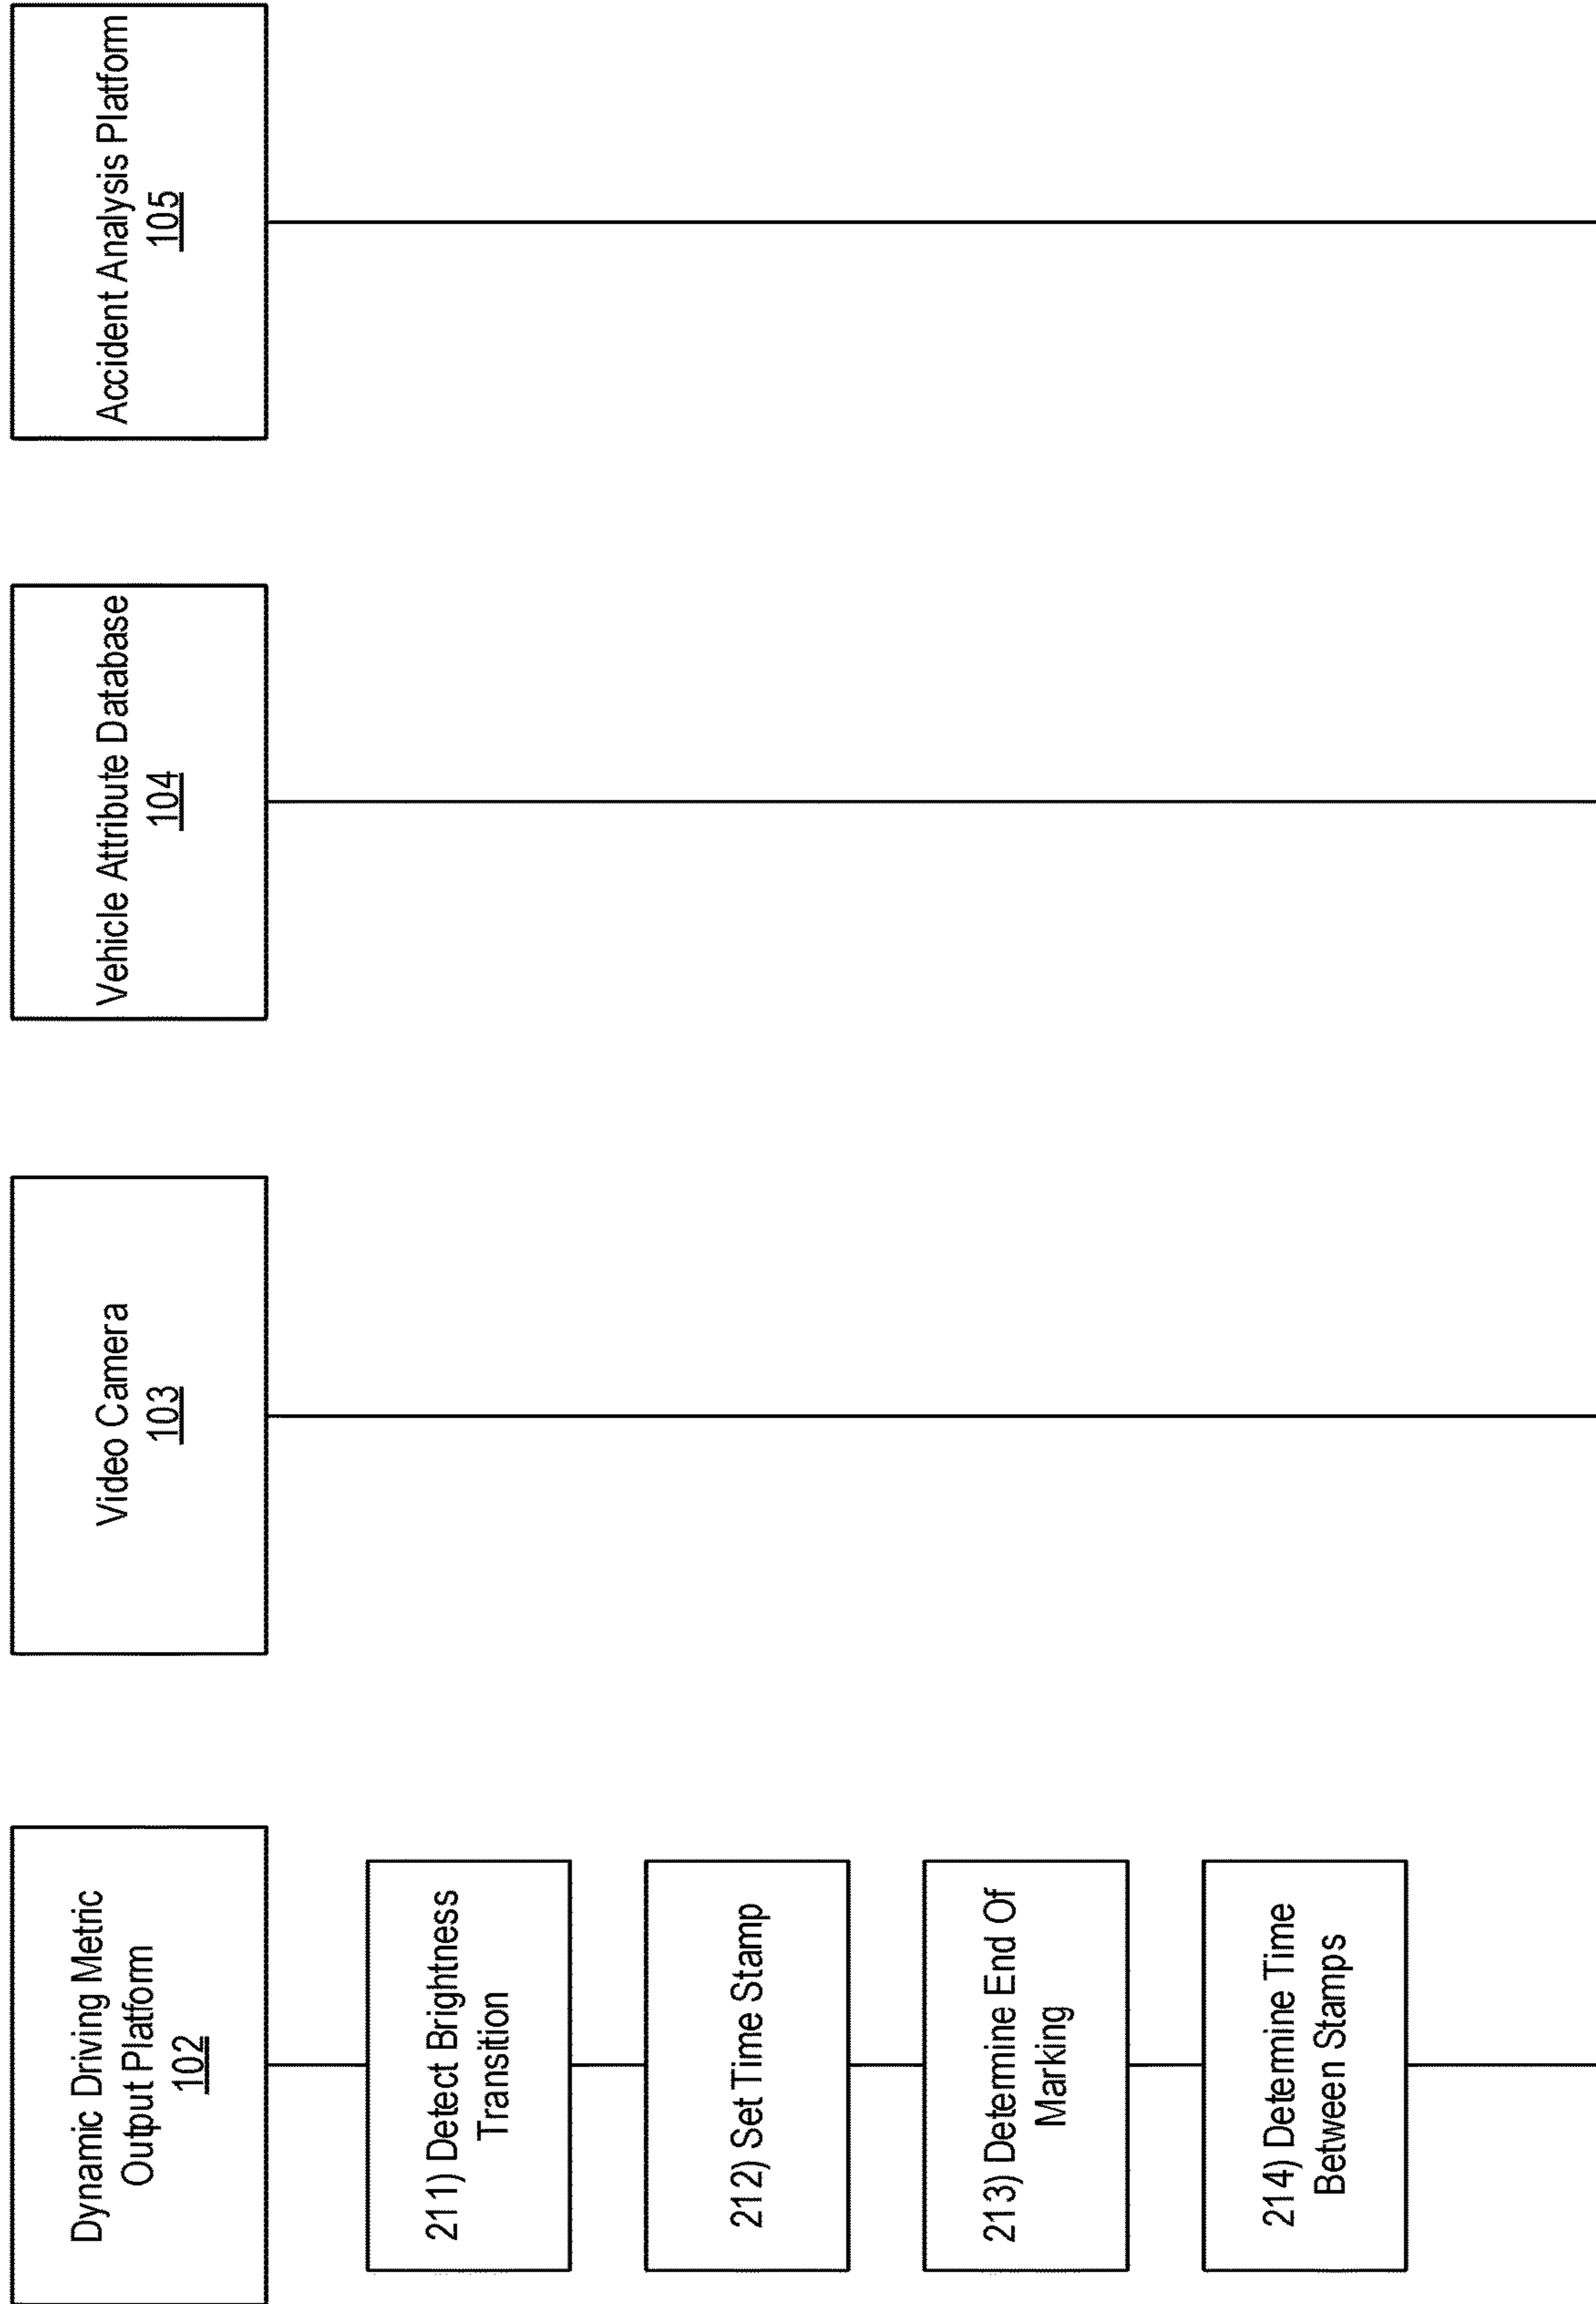 Dynamic Driving Metric
Output Platform
102
Video Camera
103
Vehicle Attribute Database
104
Accident Analysis Platform
105
211) Detect Brightness
Transition
212) Set Time Stamp
213) Determine End Of
Marking
214) Determine Time
Between Stamps